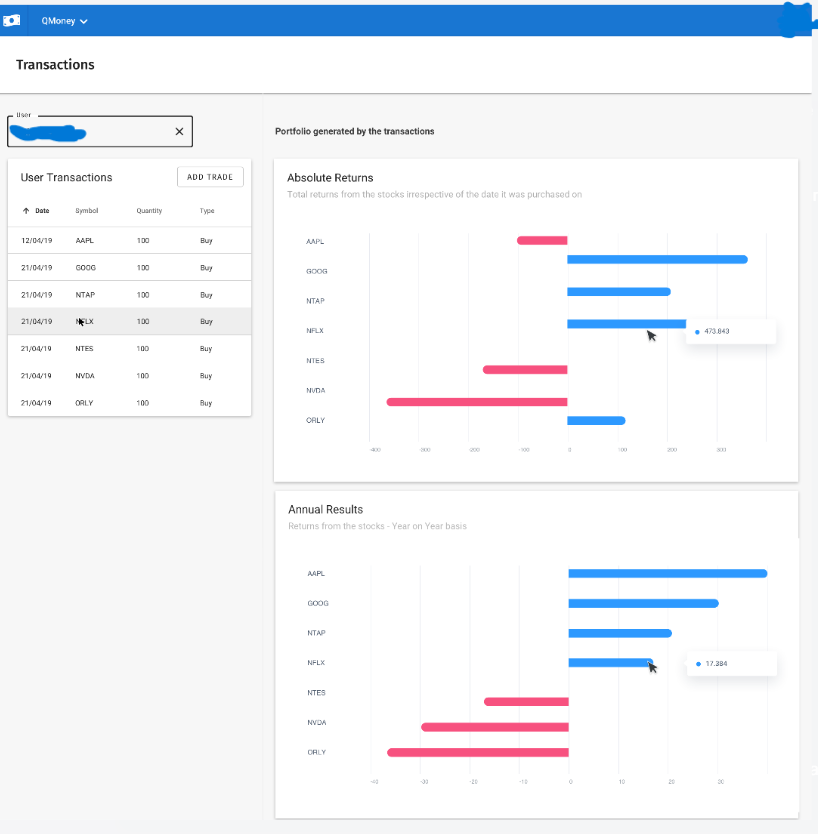 QMoney
Transactions
User
Portfolio generated by the transactions
User Transactions
ADD TRADE
Date Symbol Quantity Type
12/04/19 AAPL 100 Buy
21/04/19 GOOG 100 Buy
21/04/19 NTAP 100 Buy
21/04/19 NFLX 100 Buy
21/04/19 NTES 100 Buy
21/04/19 NVDA 100 Buy
21/04/19 ORLY 100 Buy
Absolute Returns
Total returns from the stocks irrespective of the date it was purchased on
AAPL
GOOG
NTAP
NFLX
473.843
NTES
NVDA
ORLY
-400 -300 -200 -100 0 100 200 300
Annual Results
Returns from the stocks - Year on Year basis
AAPL
GOOG
NTAP
NFLX
17.384
NTES
NVDA
ORLY
-40 -30 -20 -10 0 10 20 30